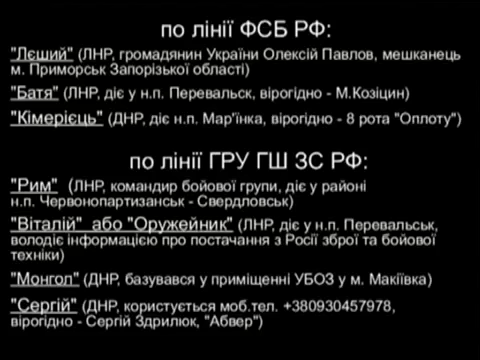 по лінії ФСБ РФ:
"Лєший" (ЛНР, громадянин України Олексій Павлов, мешканець
м. Приморськ Запорізької області)
"Батя" (ЛНР, діє у н.п. Перевальск, вірогідно - М.Козіцин)
"Кімерієць" (ДНР, діє н.п. Мар'їнка, вірогідно - 8 рота "Оплоту")
по лінії ГРУ ГШ ЗС РФ:
"Рим" (ЛНР, командир бойової групи, діє у районі
н.п. Червонопартизанськ - Свердловськ)
"Віталій" або "Оружейник" (ЛНР, діє у н.п. Перевальськ,
володіє інформацією про постачання з Росії зброї та бойової
техніки)
"Монгол" (ДНР, базувався у приміщенні УБОЗ у м. Макіївка)
"Сергій" (ДНР, користується моб.тел. +380930457978,
вірогідно - Сергій Здрилюк, "Абвер")